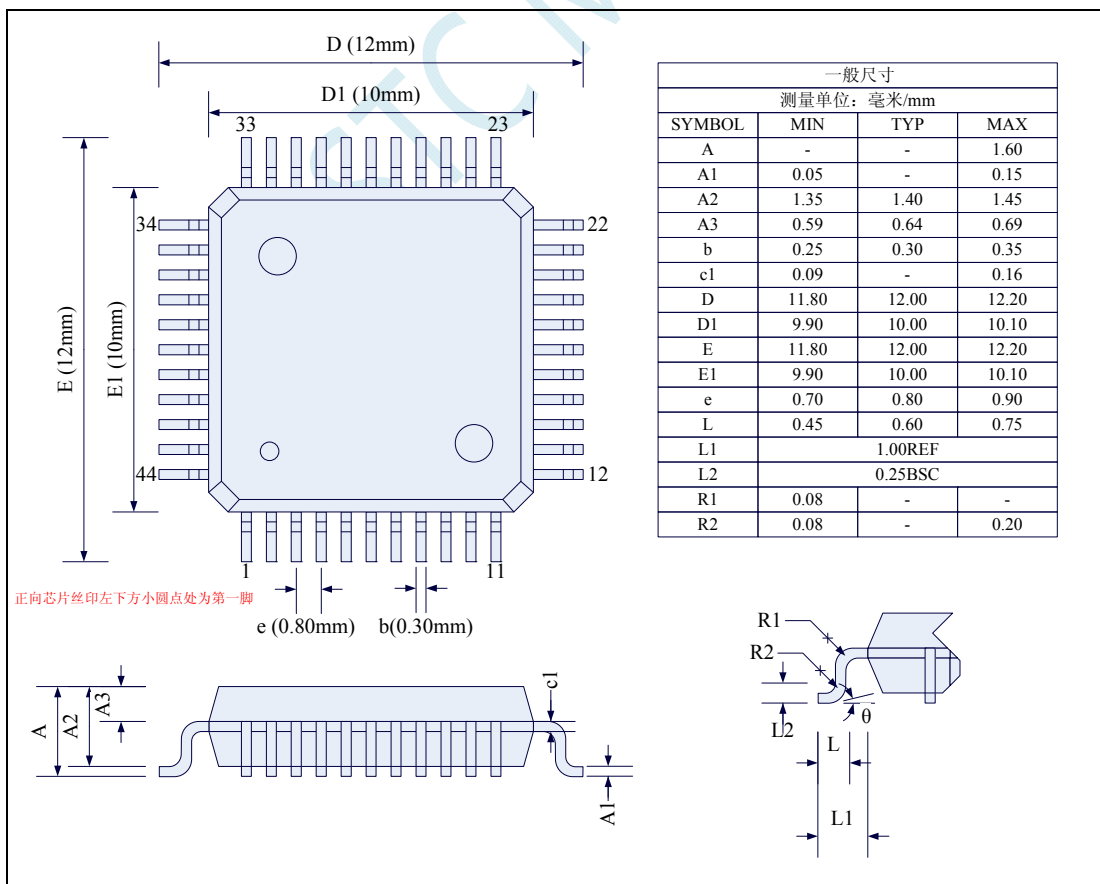 STC M
D (12mm)
D1 (10mm)
33 23
34 22
E (12mm)
E1 (10mm)
44 12
1 11
正向芯片丝印左下方小圆点处为第一脚
e (0.80mm) b(0.30mm)
一般尺寸
测量单位：毫米/mm
SYMBOL MIN TYP MAX
A - - 1.60
A1 0.05 - 0.15
A2 1.35 1.40 1.45
A3 0.59 0.64 0.69
b 0.25 0.30 0.35
c1 0.09 - 0.16
D 11.80 12.00 12.20
D1 9.90 10.00 10.10
E 11.80 12.00 12.20
E1 9.90 10.00 10.10
e 0.70 0.80 0.90
L 0.45 0.60 0.75
L1 1.00REF
L2 0.25BSC
R1 0.08 - -
R2 0.08 - 0.20
A
A2
A3
c1
A1
R1
R2
L2
θ
L
L1